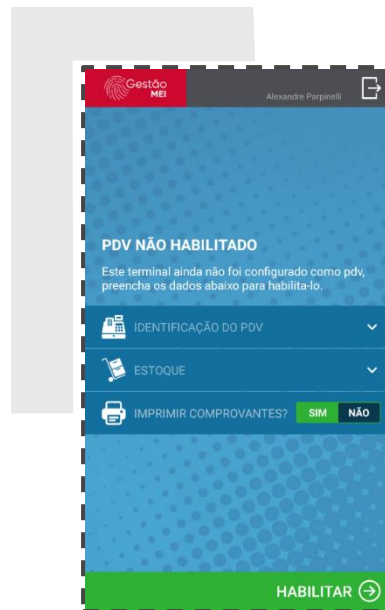 Gestão
MEI
Alexandre Parpinelli
PDV NÃO HABILITADO
Este terminal ainda não foi configurado como pdv,
preencha os dados abaixo para habilita-lo.
IDENTIFICAÇÃO DO PDV
ESTOQUE
IMPRIMIR COMPROVANTES? SIM NÃO
HABILITAR